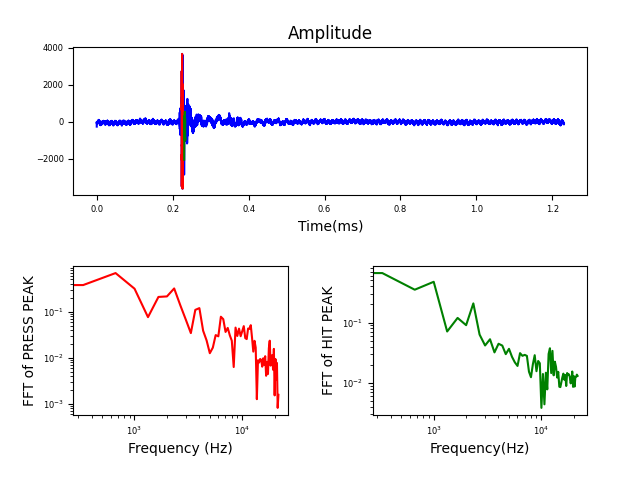 Amplitude
4000
2000
0
−2000
0.0 0.2 0.4 0.6 0.8 1.0 1.2
Time(ms)
FFT of PRESS PEAK
10⁻¹
10⁻²
10⁻³
10³ 10⁴
Frequency (Hz)
FFT of HIT PEAK
10⁻¹
10⁻²
10³ 10⁴
Frequency(Hz)